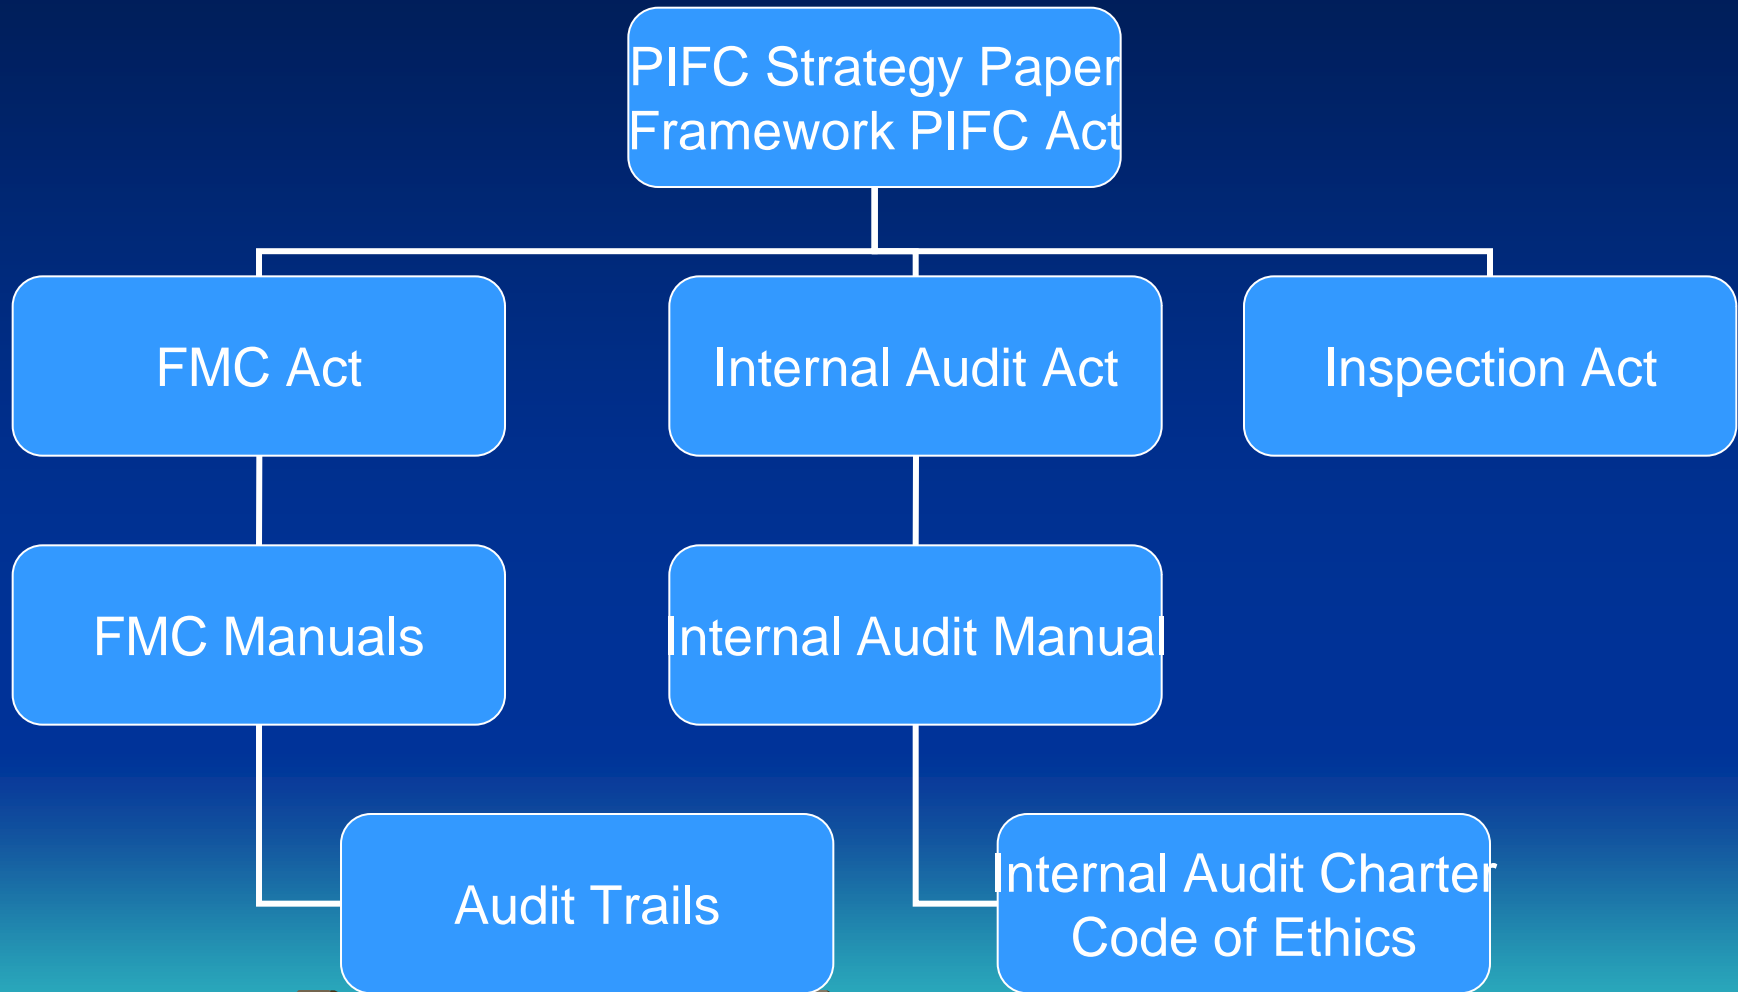 PIFC Strategy Paper
Framework PIFC Act
FMC Act
Internal Audit Act
Inspection Act
FMC Manuals
Internal Audit Manual
Audit Trails
Internal Audit Charter
Code of Ethics